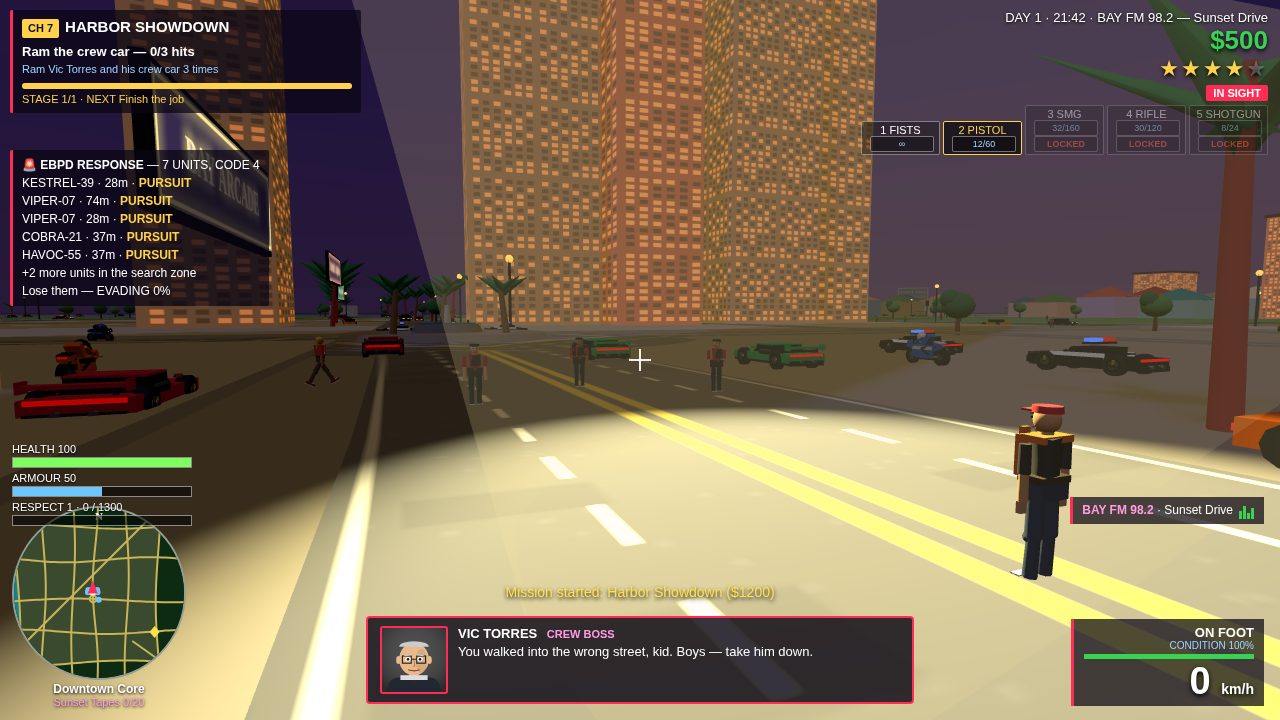 CH 7 HARBOR SHOWDOWN
Ram the crew car — 0/3 hits
Ram Vic Torres and his crew car 3 times
STAGE 1/1 · NEXT Finish the job
DAY 1 · 21:42 · BAY FM 98.2 — Sunset Drive
$500
IN SIGHT
1 FISTS
∞
2 PISTOL
12/60
3 SMG
32/160
LOCKED
4 RIFLE
30/120
LOCKED
5 SHOTGUN
8/24
LOCKED
🚨 EBPD RESPONSE — 7 UNITS, CODE 4
KESTREL-39 · 28m · PURSUIT
VIPER-07 · 74m · PURSUIT
VIPER-07 · 28m · PURSUIT
COBRA-21 · 37m · PURSUIT
HAVOC-55 · 37m · PURSUIT
+2 more units in the search zone
Lose them — EVADING 0%
BAY ARCADE
HEALTH 100
ARMOUR 50
RESPECT 1 · 0 / 1300
N
Downtown Core
Sunset Tapes 0/20
BAY FM 98.2 · Sunset Drive
Mission started: Harbor Showdown ($1200)
VIC TORRES CREW BOSS
You walked into the wrong street, kid. Boys — take him down.
ON FOOT
CONDITION 100%
0 km/h